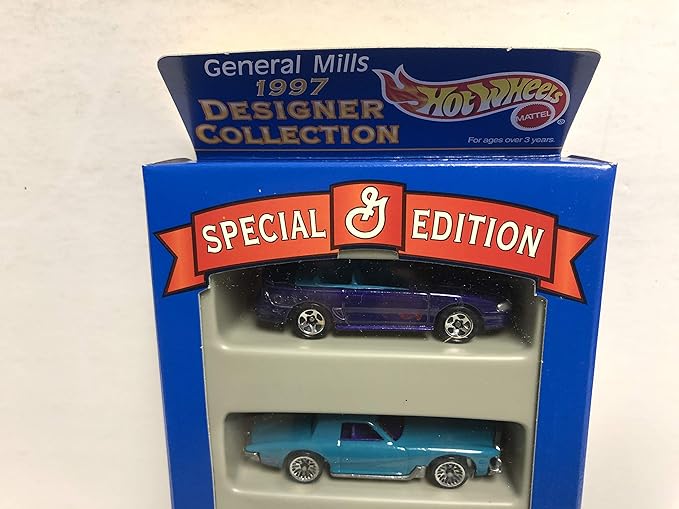 General Mills
1997
DESIGNER
COLLECTION
HOT WHEELS
MATTEL
®
For ages over 3 years.
SPECIAL G EDITION